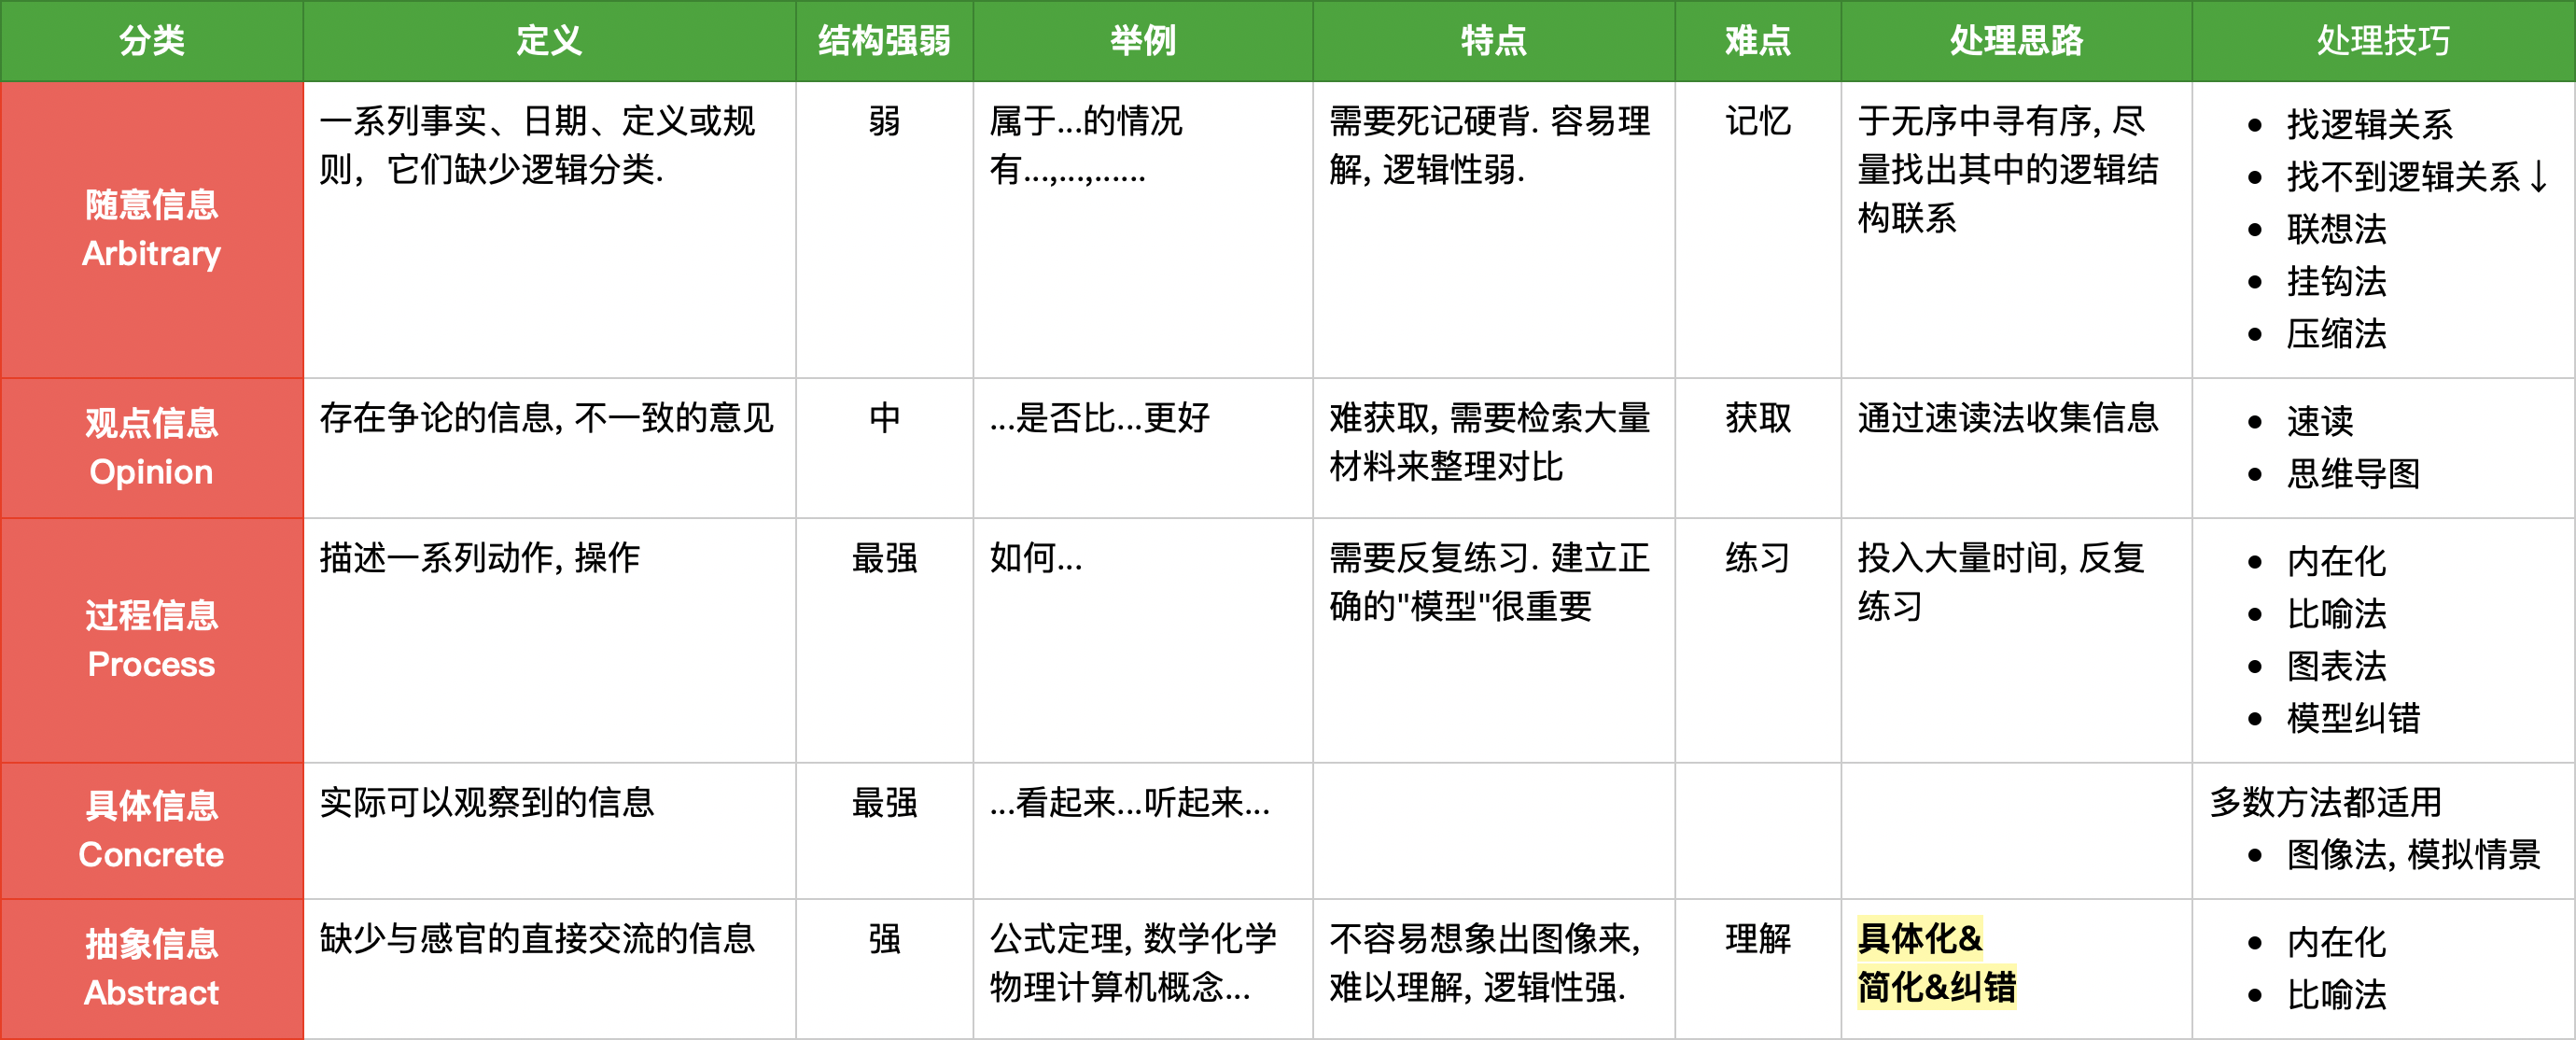 分类 定义 结构强弱 举例 特点 难点 处理思路 处理技巧
随意信息
Arbitrary
一系列事实、日期、定义或规
则，它们缺少逻辑分类.
弱
属于...的情况
有...,...,......
需要死记硬背. 容易理
解, 逻辑性弱.
记忆
于无序中寻有序, 尽
量找出其中的逻辑结
构联系
• 找逻辑关系
• 找不到逻辑关系↓
• 联想法
• 挂钩法
• 压缩法
观点信息
Opinion
存在争论的信息, 不一致的意见
中
...是否比...更好
难获取, 需要检索大量
材料来整理对比
获取
通过速读法收集信息
• 速读
• 思维导图
过程信息
Process
描述一系列动作, 操作
最强
如何...
需要反复练习. 建立正
确的"模型"很重要
练习
投入大量时间, 反复
练习
• 内在化
• 比喻法
• 图表法
• 模型纠错
具体信息
Concrete
实际可以观察到的信息
最强
...看起来...听起来...
多数方法都适用
• 图像法, 模拟情景
抽象信息
Abstract
缺少与感官的直接交流的信息
强
公式定理, 数学化学
物理计算机概念...
不容易想象出图像来,
难以理解, 逻辑性强.
理解
具体化&
简化&纠错
• 内在化
• 比喻法